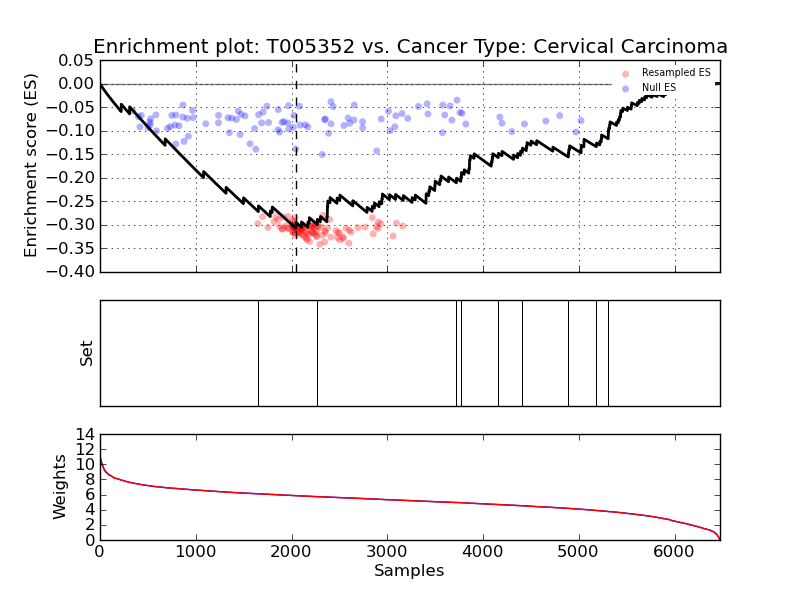 Enrichment plot: T005352 vs. Cancer Type: Cervical Carcinoma
0.05
0.00
−0.05
−0.10
−0.15
−0.20
−0.25
−0.30
−0.35
−0.40
Enrichment score (ES)
Resampled ES
Null ES
Set
14
12
10
8
6
4
2
0
Weights
0 1000 2000 3000 4000 5000 6000
Samples